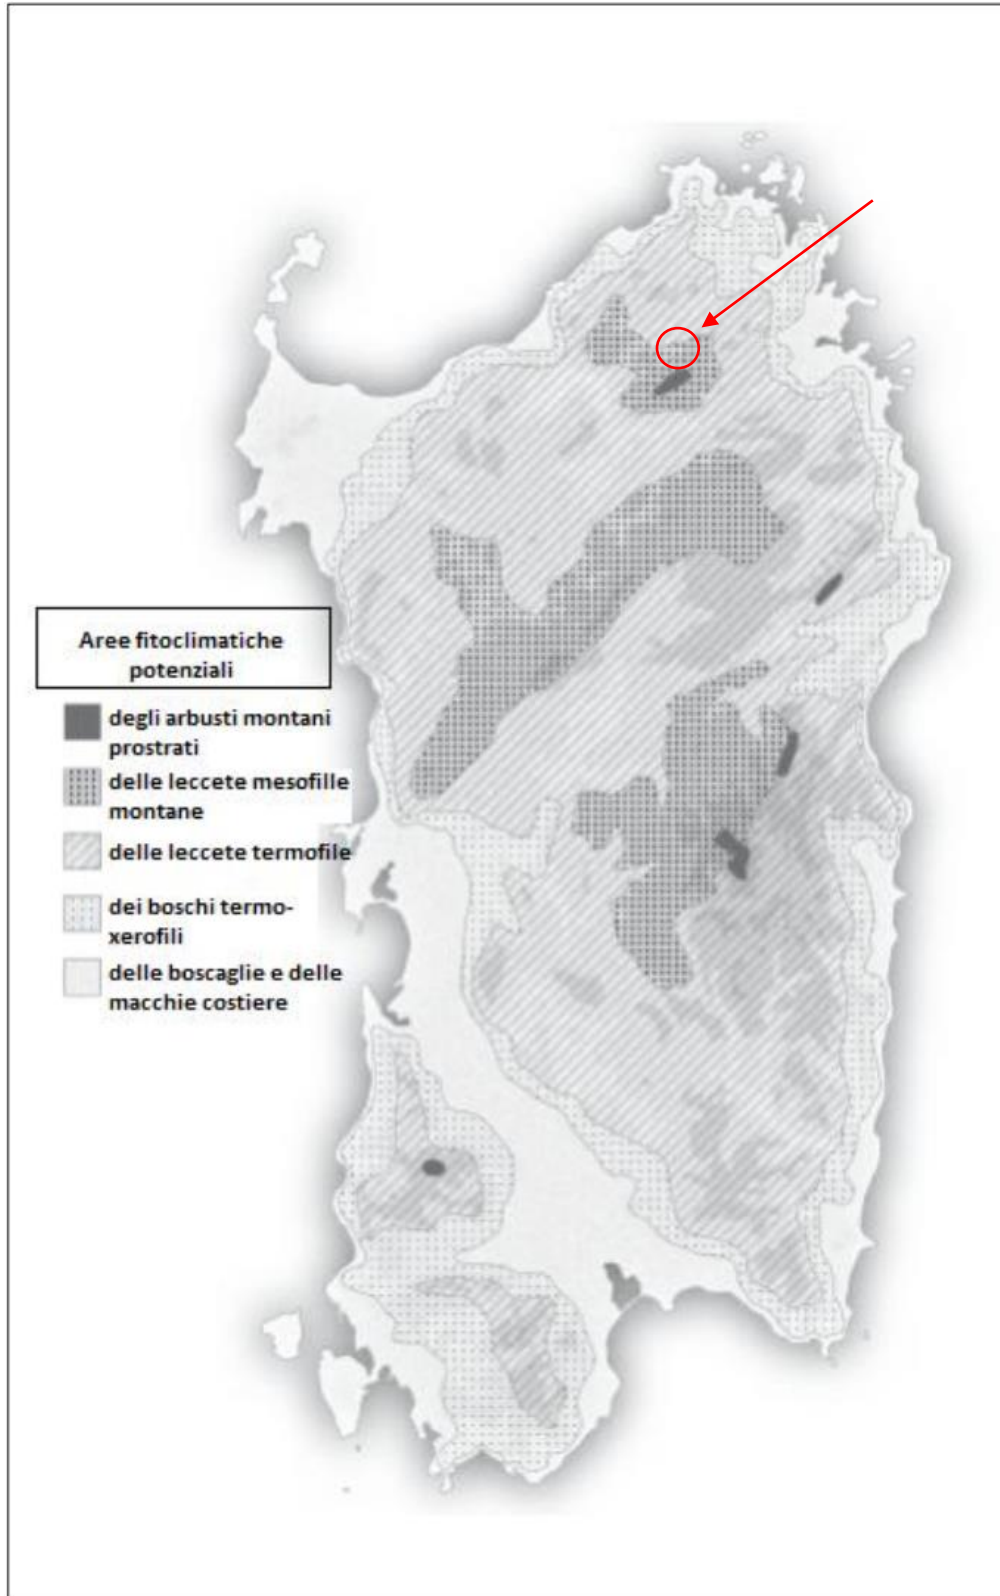 Aree fitoclimatiche
potenziali
degli arbusti montani
prostrati
delle leccete mesofille
montane
delle leccete termofile
dei boschi termo-
xerofili
delle boscaglie e delle
macchie costiere